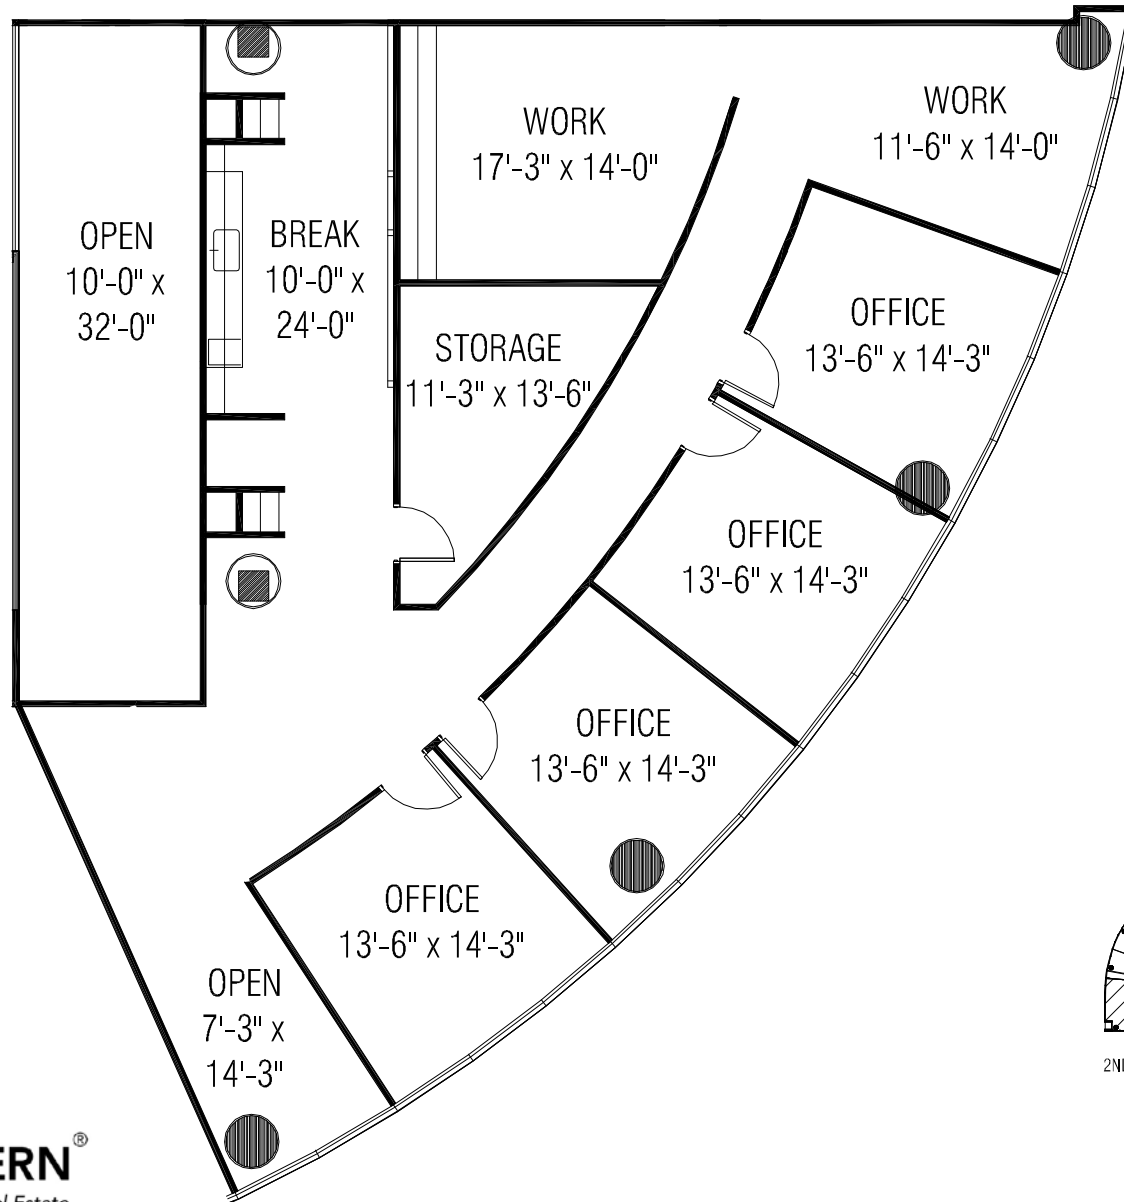 WORK
17'-3" x 14'-0"
WORK
11'-6" x 14'-0"
OPEN
10'-0" x
32'-0"
BREAK
10'-0" x
24'-0"
OFFICE
13'-6" x 14'-3"
STORAGE
11'-3" x 13'-6"
OFFICE
13'-6" x 14'-3"
OFFICE
13'-6" x 14'-3"
OFFICE
13'-6" x 14'-3"
OPEN
7'-3" x
14'-3"
2N
ERN®
l Estate